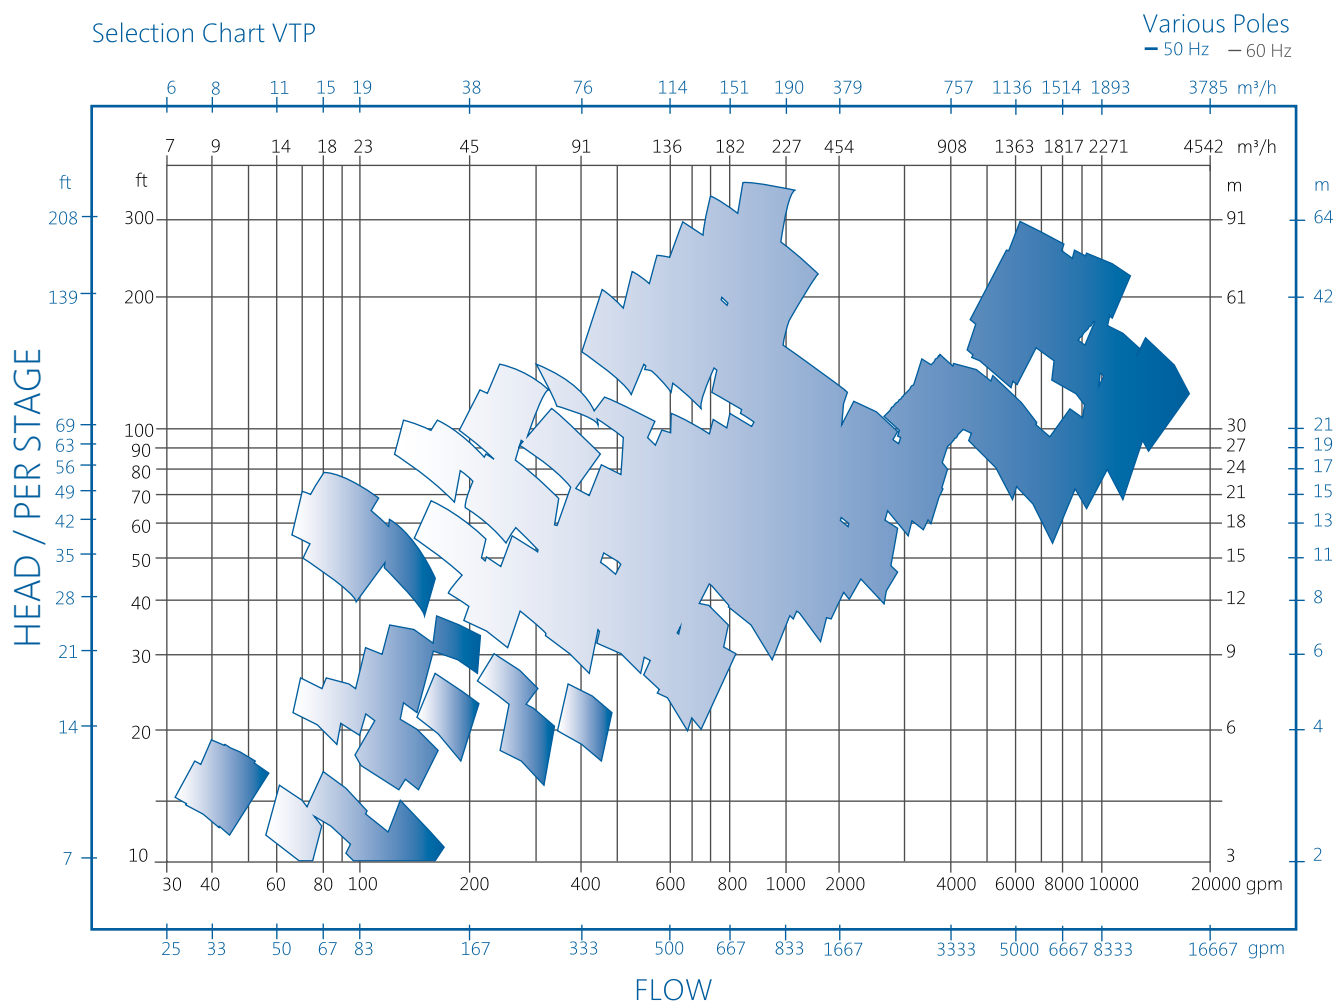 Selection Chart VTP
Various Poles
50 Hz 60 Hz
6 8 11 15 19 38 76 114 151 190 379 757 1136 1514 1893 3785 m³/h
7 9 14 18 23 45 91 136 182 227 454 908 1363 1817 2271 4542 m³/h
ft ft m m
208 300 91 64
139 200 61 42
69 100 30 21
63 90 27 19
56 80 24 17
49 70 21 15
42 60 18 13
35 50 15 11
28 40 12 8
21 30 9 6
14 20 6 4
7 10 3 2
HEAD / PER STAGE
30 40 60 80 100 200 400 600 800 1000 2000 4000 6000 8000 10000 20000 gpm
25 33 50 67 83 167 333 500 667 833 1667 3333 5000 6667 8333 16667 gpm
FLOW